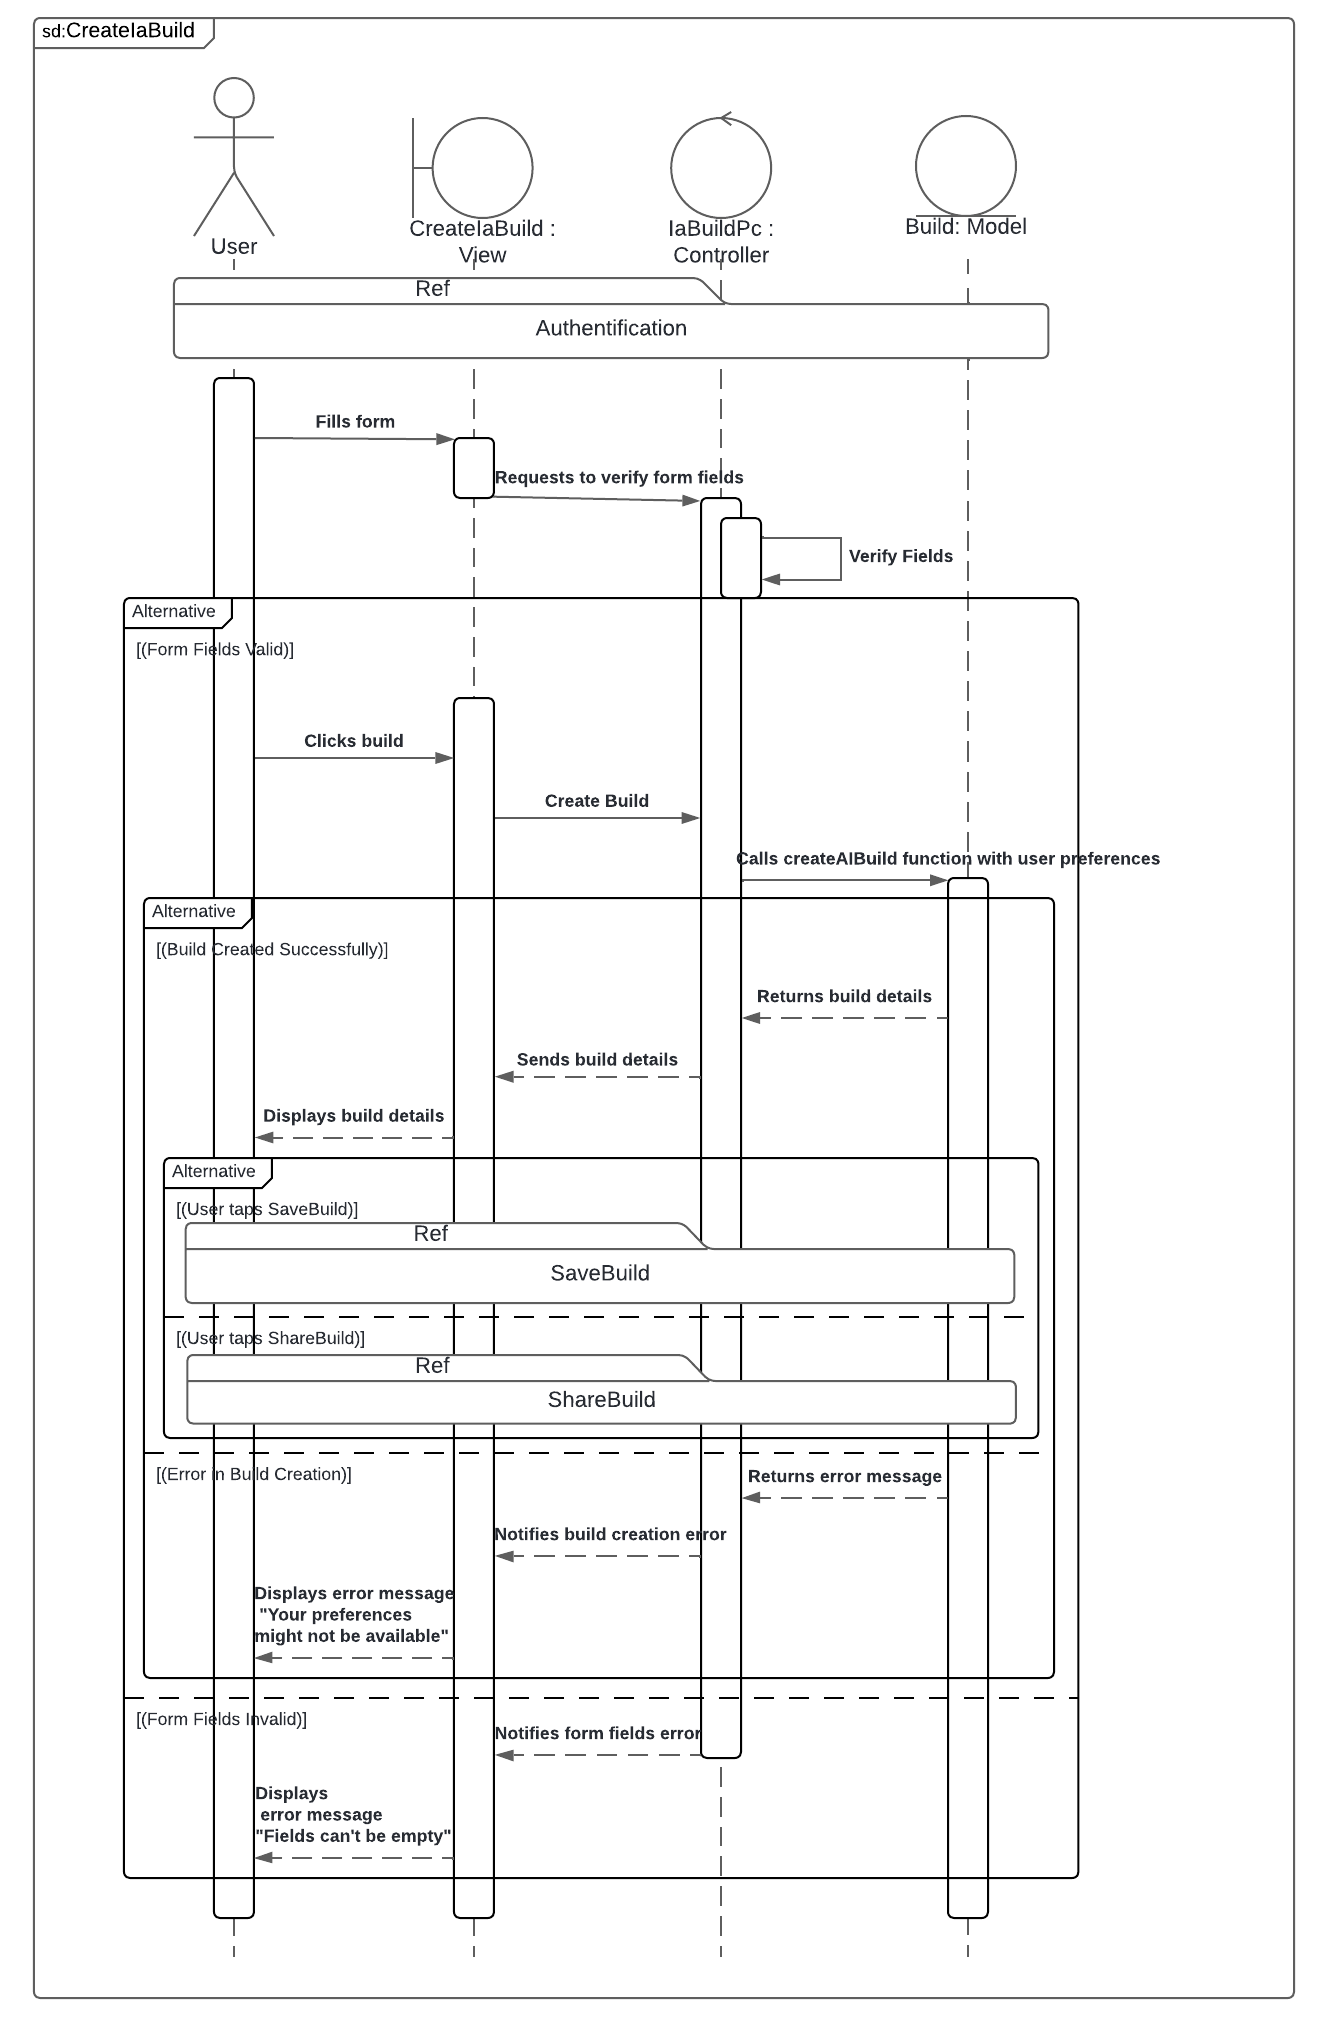 sd:CreateIaBuild
User
CreateIaBuild :
View
IaBuildPc :
Controller
Build: Model
Ref
Authentification
Fills form
Requests to verify form fields
Verify Fields
Alternative
[(Form Fields Valid)]
Clicks build
Create Build
Calls createAIBuild function with user preferences
Alternative
[(Build Created Successfully)]
Returns build details
Sends build details
Displays build details
Alternative
[(User taps SaveBuild)]
Ref
SaveBuild
[(User taps ShareBuild)]
Ref
ShareBuild
[(Error in Build Creation)]
Returns error message
Notifies build creation error
Displays error message
"Your preferences
might not be available"
[(Form Fields Invalid)]
Notifies form fields error
Displays
error message
"Fields can't be empty"